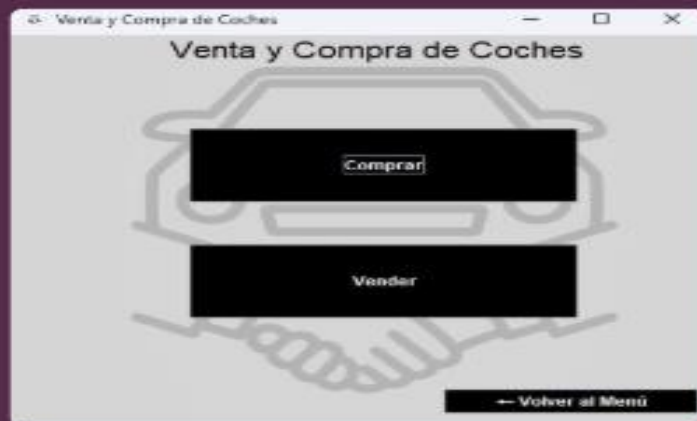 Venta y Compra de Coches
Venta y Compra de Coches
Comprar
Vender
← Volver al Menú